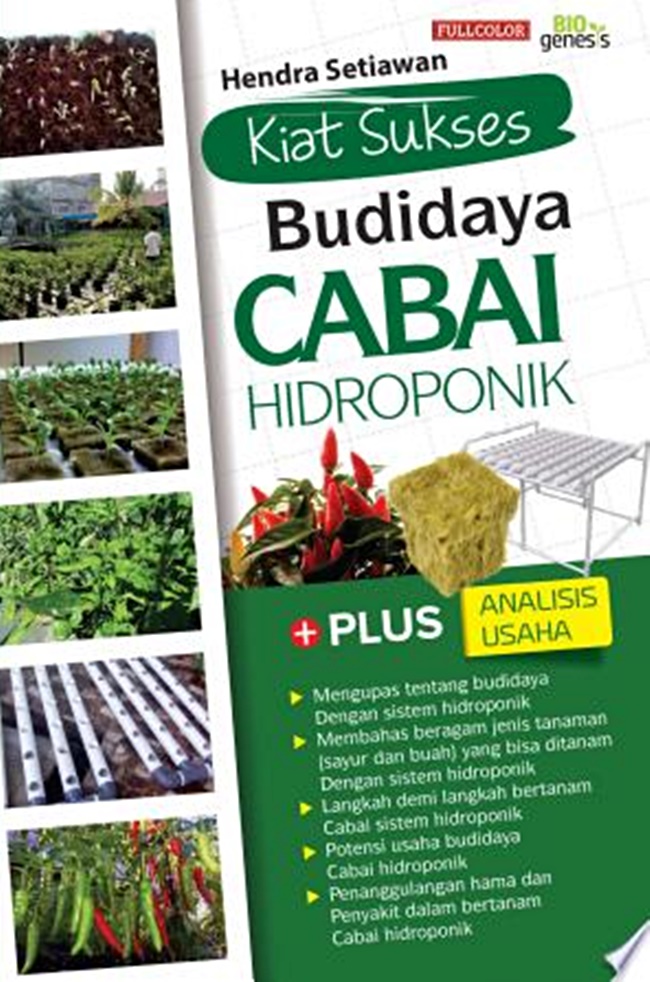 FULLCOLOR
BIO
genesis
Hendra Setiawan
Kiat Sukses
Budidaya
CABAI
HIDROPONIK
+ PLUS
ANALISIS
USAHA
Mengupas tentang budidaya
Dengan sistem hidroponik
Membahas beragam jenis tanaman
(sayur dan buah) yang bisa ditanam
Dengan sistem hidroponik
Langkah demi langkah bertanam
Cabai sistem hidroponik
Potensi usaha budidaya
Cabai hidroponik
Penanggulangan hama dan
Penyakit dalam bertanam
Cabai hidroponik